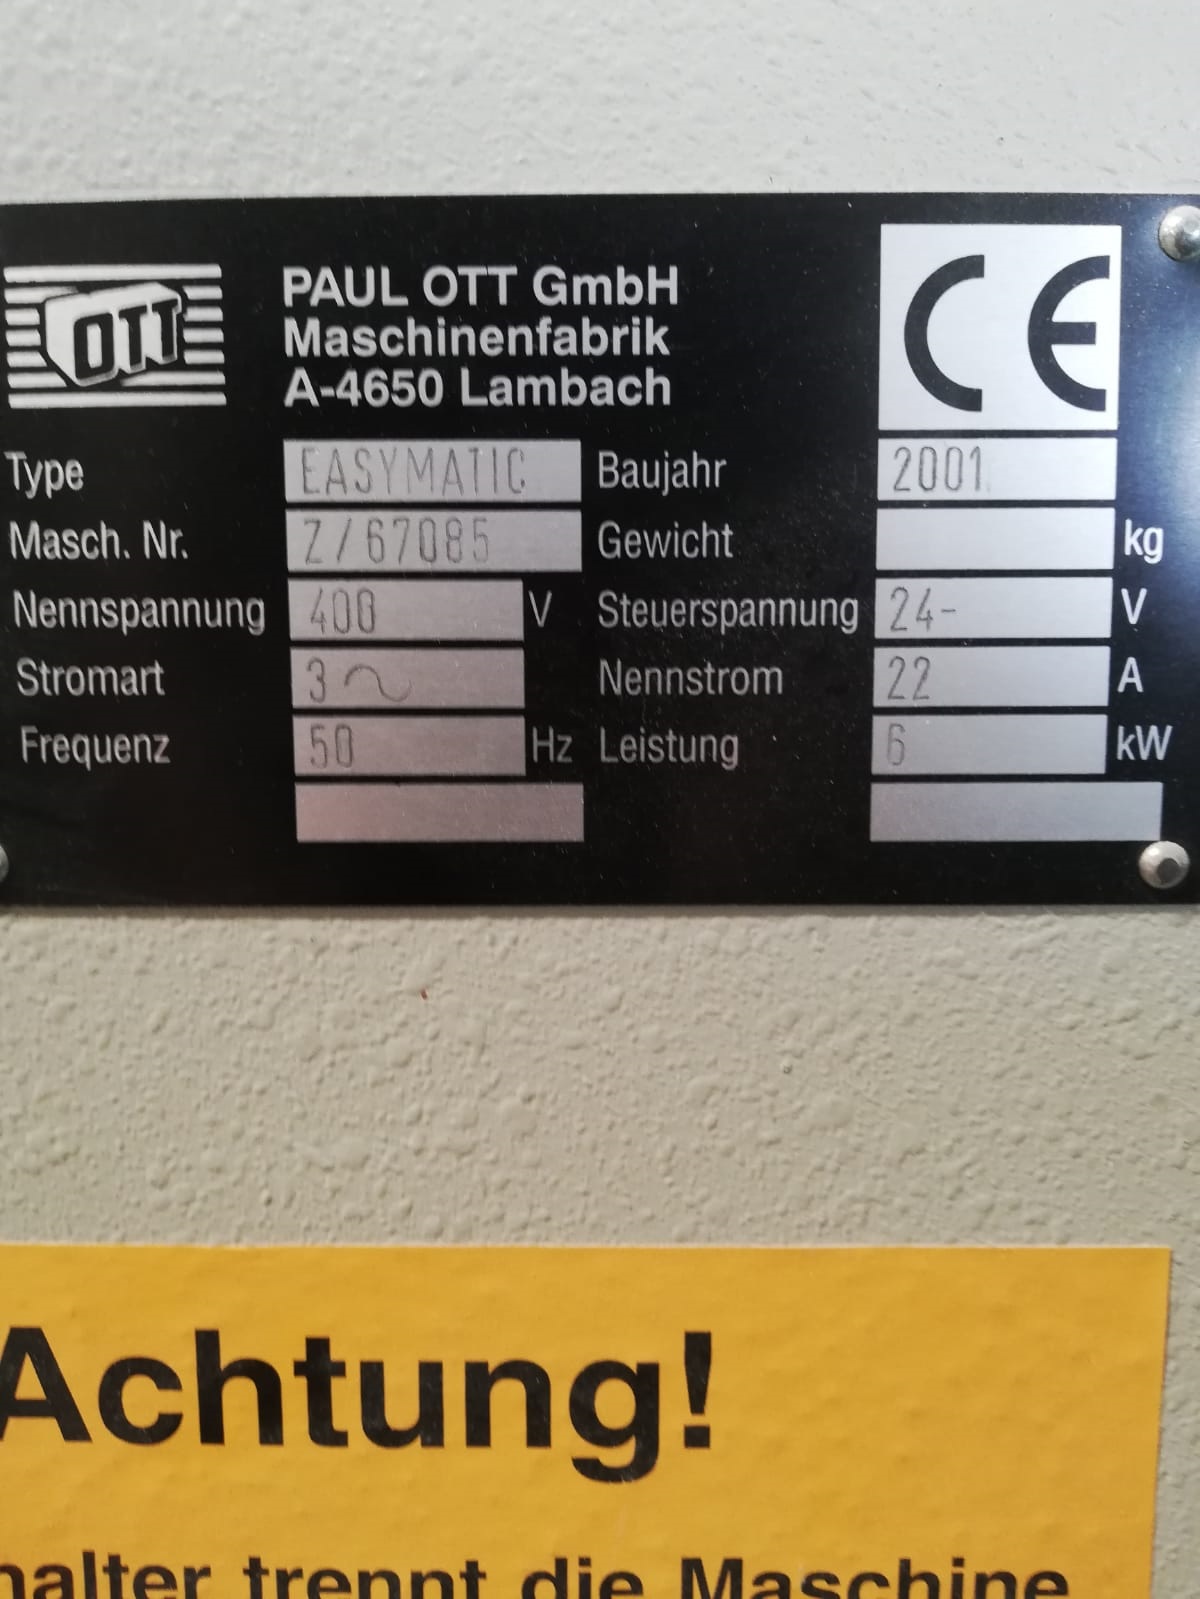 OTT
PAUL OTT GmbH
Maschinenfabrik
A-4650 Lambach
CE
Type EASYMATIC Baujahr 2001
Masch. Nr. Z/67085 Gewicht kg
Nennspannung 400 V Steuerspannung 24- V
Stromart 3~ Nennstrom 22 A
Frequenz 50 Hz Leistung 6 kW
Achtung!
halter trennt die Maschine